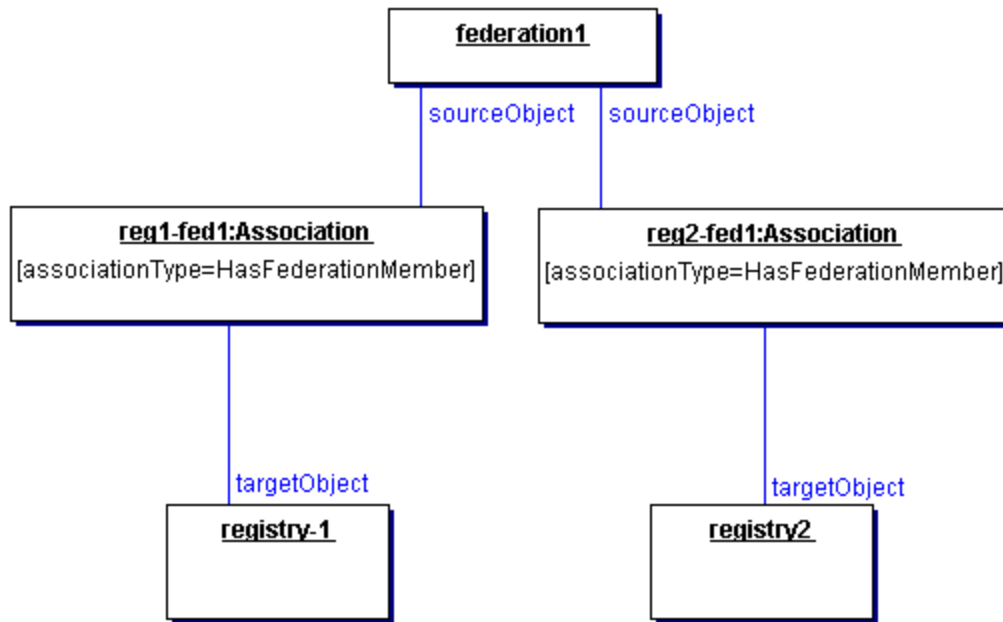 federation1
sourceObject sourceObject
reg1-fed1:Association
[associationType=HasFederationMember]
reg2-fed1:Association
[associationType=HasFederationMember]
targetObject
targetObject
registry-1
registry2